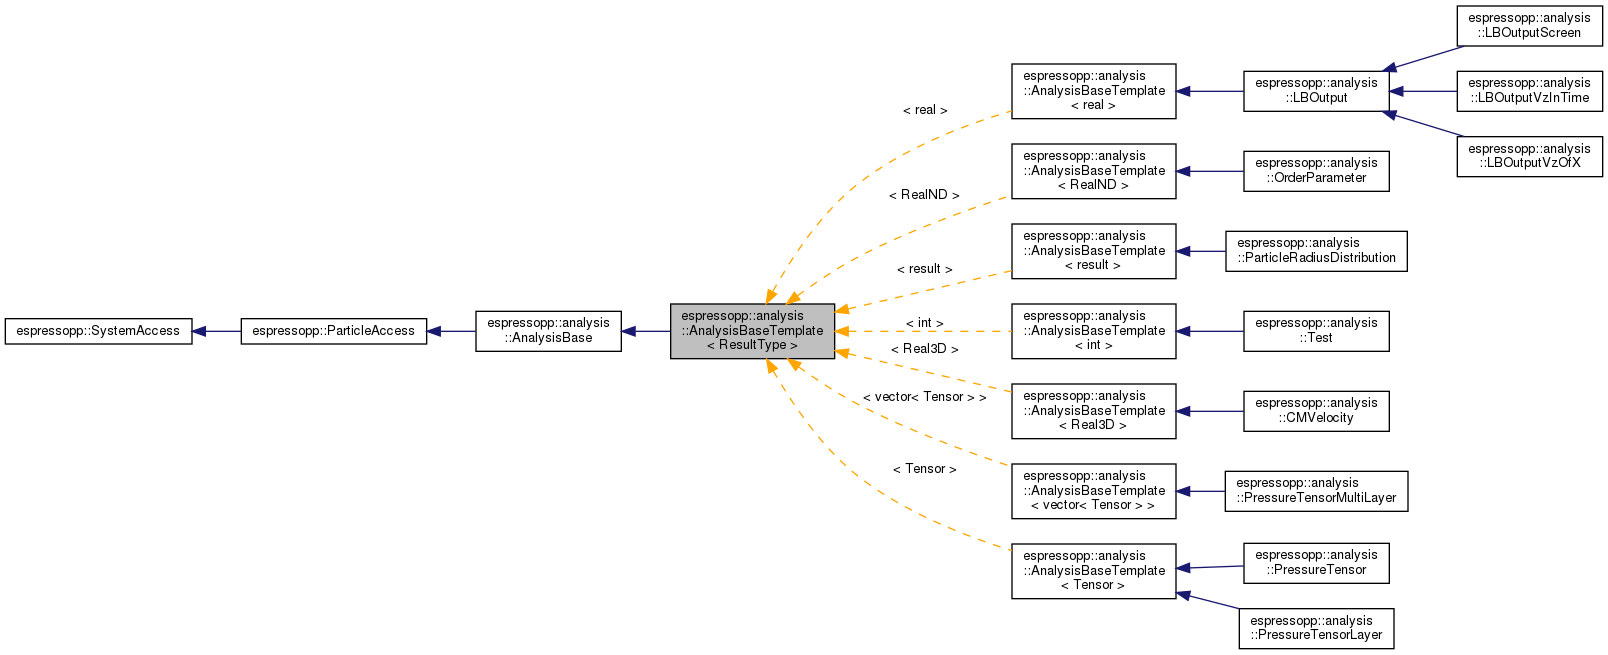 espressopp::SystemAccess
espressopp::ParticleAccess
espressopp::analysis
::AnalysisBase
espressopp::analysis
::AnalysisBaseTemplate
< ResultType >
< real >
< RealND >
< result >
< int >
< Real3D >
< vector< Tensor > >
< Tensor >
espressopp::analysis
::AnalysisBaseTemplate
< real >
espressopp::analysis
::AnalysisBaseTemplate
< RealND >
espressopp::analysis
::AnalysisBaseTemplate
< result >
espressopp::analysis
::AnalysisBaseTemplate
< int >
espressopp::analysis
::AnalysisBaseTemplate
< Real3D >
espressopp::analysis
::AnalysisBaseTemplate
< vector< Tensor > >
espressopp::analysis
::AnalysisBaseTemplate
< Tensor >
espressopp::analysis
::LBOutput
espressopp::analysis
::OrderParameter
espressopp::analysis
::ParticleRadiusDistribution
espressopp::analysis
::Test
espressopp::analysis
::CMVelocity
espressopp::analysis
::PressureTensorMultiLayer
espressopp::analysis
::PressureTensor
espressopp::analysis
::PressureTensorLayer
espressopp::analysis
::LBOutputScreen
espressopp::analysis
::LBOutputVzInTime
espressopp::analysis
::LBOutputVzOfX